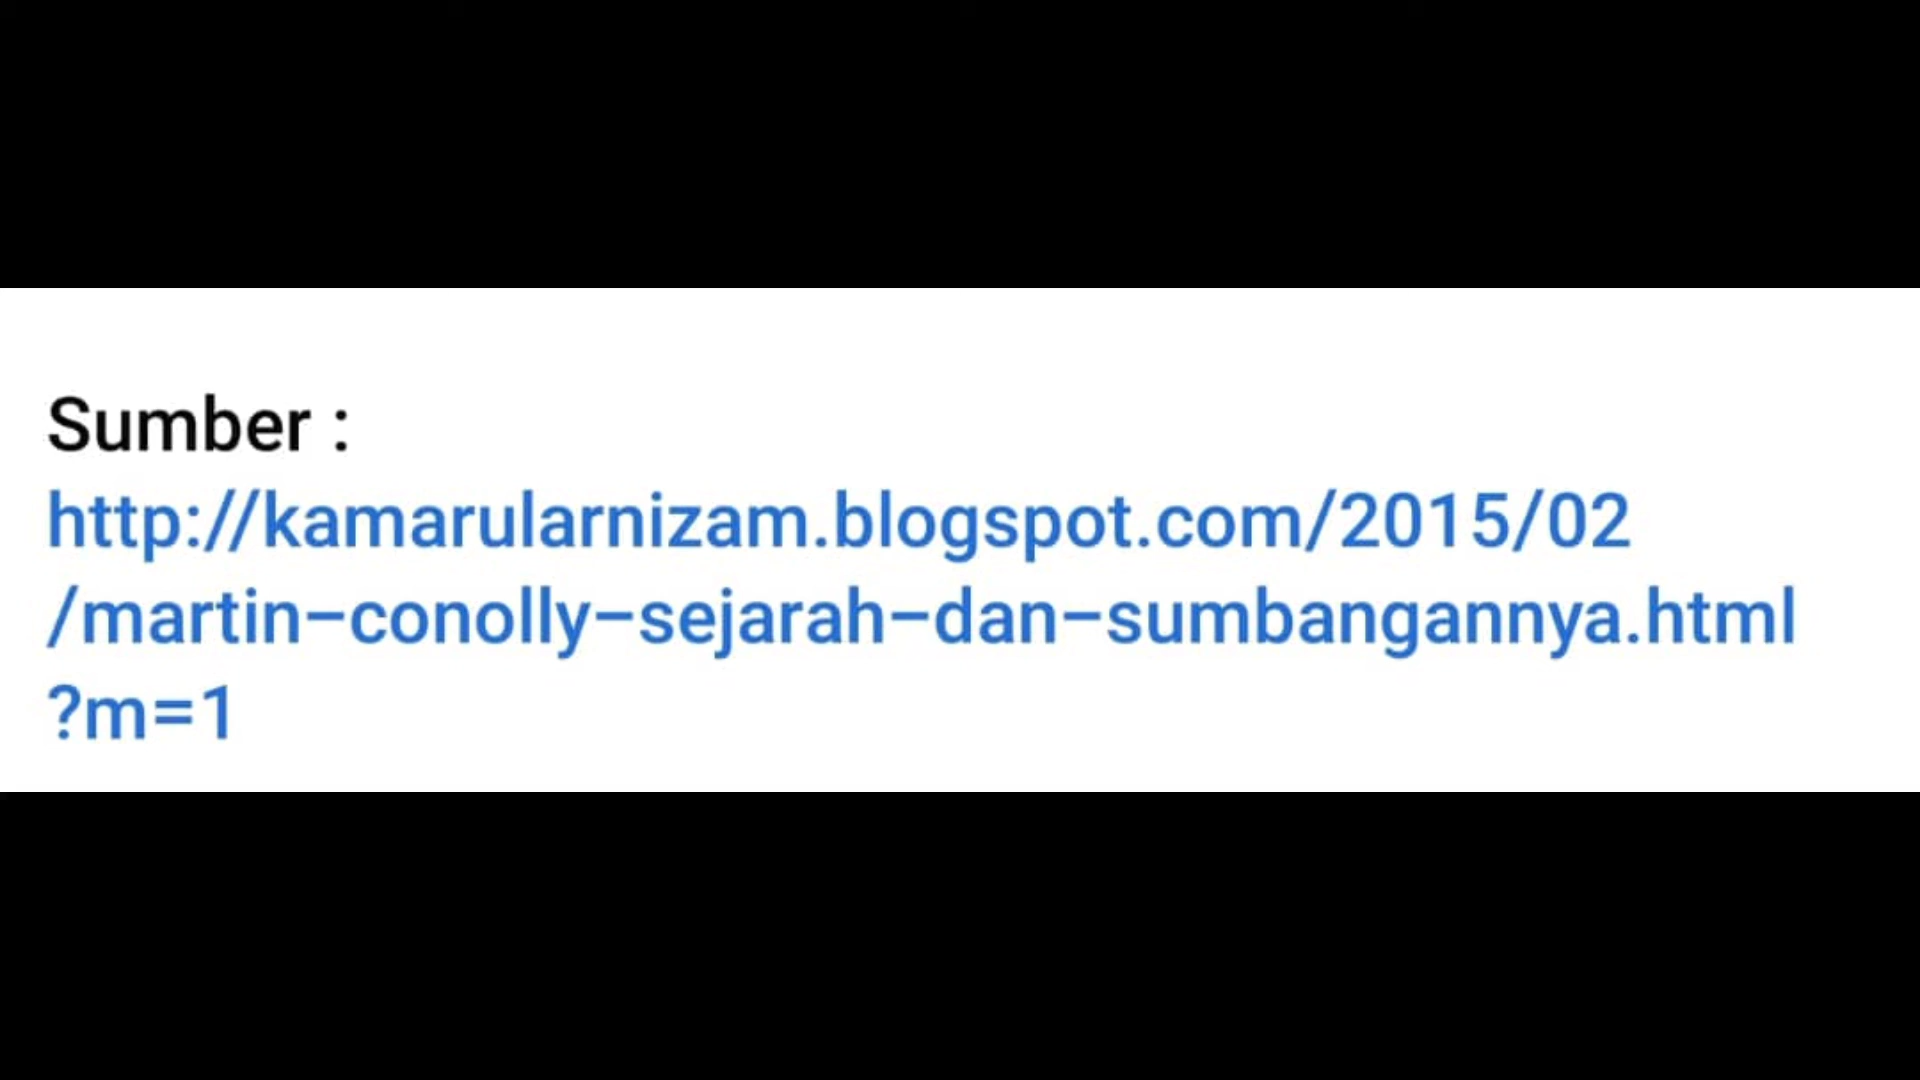 Sumber :
http://kamarularnizam.blogspot.com/2015/02
/martin-conolly-sejarah-dan-sumbangannya.html
?m=1